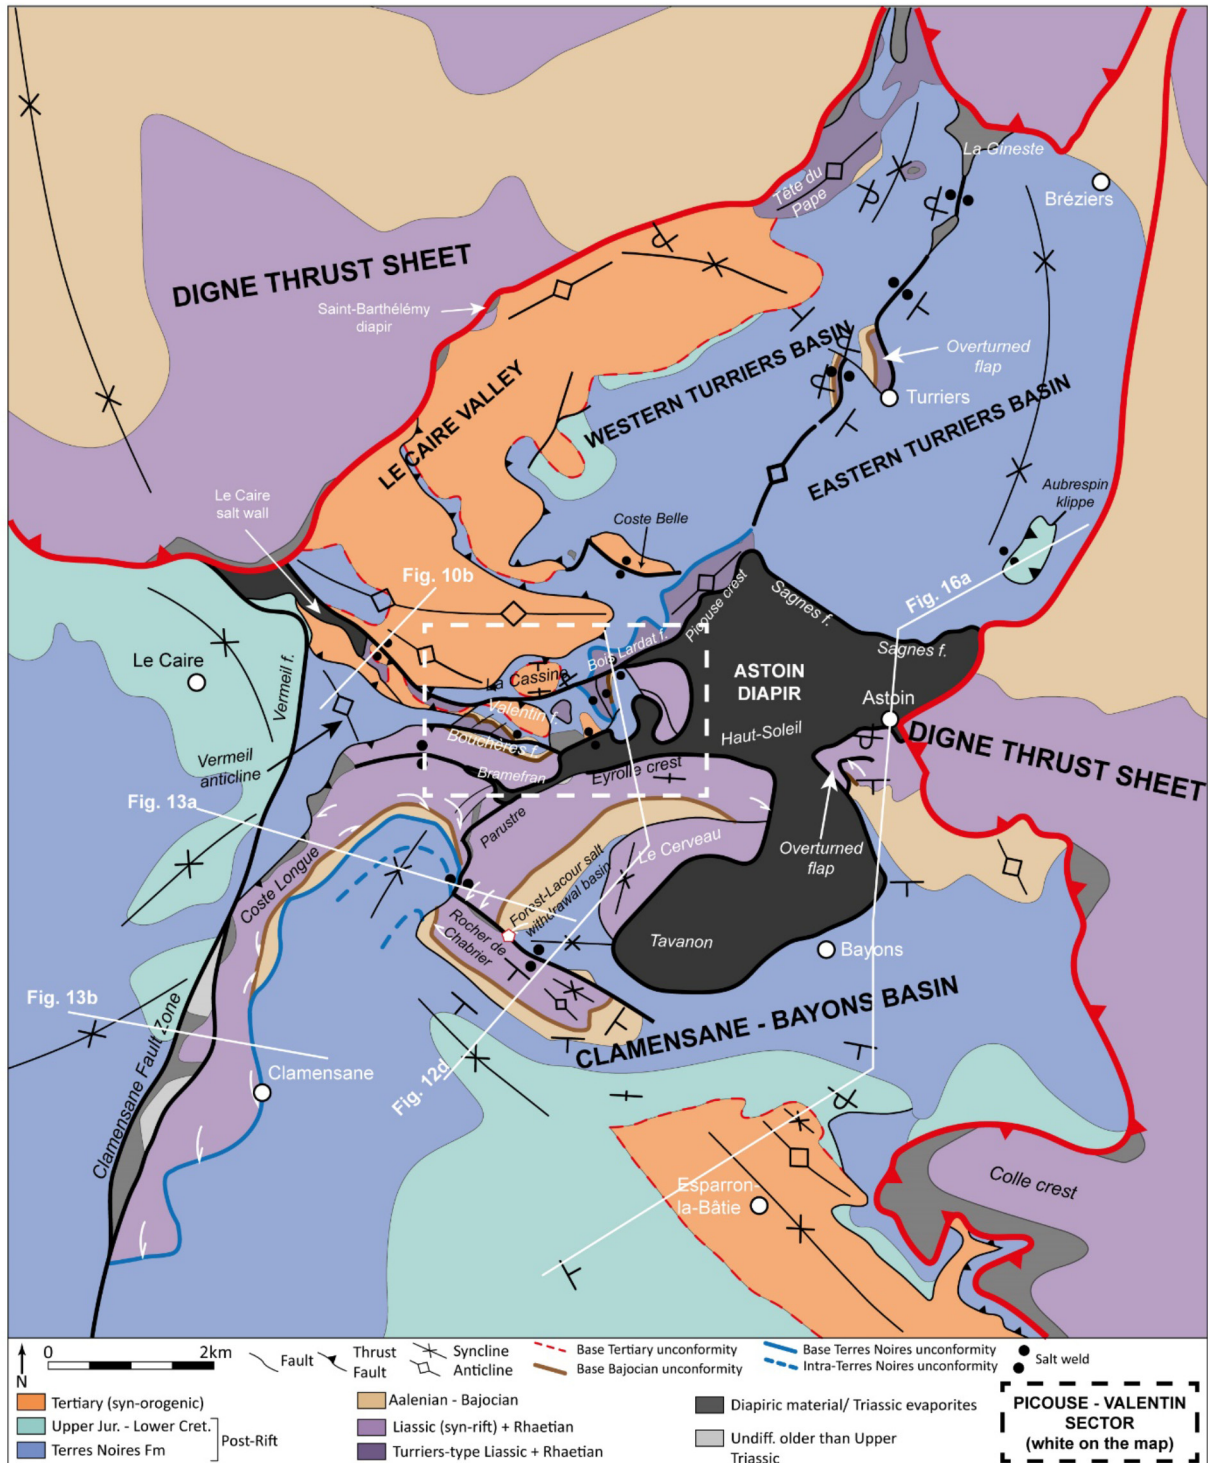 La Gineste
Bréziers
Tête du
Pape
DIGNE THRUST SHEET
Saint-Barthélémy
diapir
Overturned
flap
WESTERN TURRIERS BASIN
Turriers
LE CAIRE VALLEY
EASTERN TURRIERS BASIN
Aubrespin
klippe
Le Caire
salt wall
Coste Belle
Fig. 10b
Fig. 16a
Picouse crest
Sagnes f.
Bois Lardat f.
Sagnes f.
Le Caire
Vermeil f.
La Cassine
ASTOIN
DIAPIR
Astoin
Valentin f.
Haut-Soleil
DIGNE THRUST SHEET
Vermeil
anticline
Bouchères f.
Bramefran
Eyrolle crest
Fig. 13a
Parustre
Le Cerveau
Overturned
flap
Coste Longue
Forest-Lacour salt
withdrawal basin
Rocher de
Chabrier
Tavanon
Bayons
Fig. 13b
CLAMENSANE - BAYONS BASIN
Clamensane Fault Zone
Clamensane
Fig. 12d
Colle crest
Esparron-
la-Bâtie
N
0 2km
Fault
Thrust
Fault
Syncline
Anticline
Base Tertiary unconformity
Base Bajocian unconformity
Base Terres Noires unconformity
Intra-Terres Noires unconformity
Salt weld
Tertiary (syn-orogenic)
Upper Jur. - Lower Cret.
Terres Noires Fm
Post-Rift
Aalenian - Bajocian
Liassic (syn-rift) + Rhaetian
Turriers-type Liassic + Rhaetian
Diapiric material/ Triassic evaporites
Undiff. older than Upper
Triassic
PICOUSE - VALENTIN
SECTOR
(white on the map)